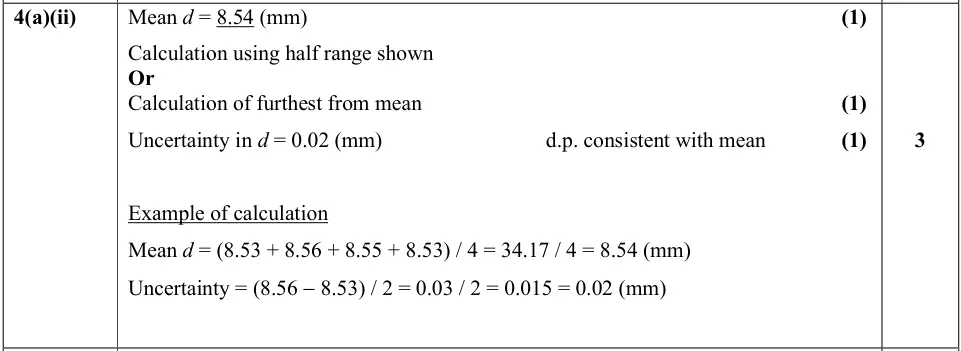 4(a)(ii) Mean d = 8.54 (mm) (1)
Calculation using half range shown
Or
Calculation of furthest from mean (1)
Uncertainty in d = 0.02 (mm) d.p. consistent with mean (1) 3
Example of calculation
Mean d = (8.53 + 8.56 + 8.55 + 8.53) / 4 = 34.17 / 4 = 8.54 (mm)
Uncertainty = (8.56 − 8.53) / 2 = 0.03 / 2 = 0.015 = 0.02 (mm)